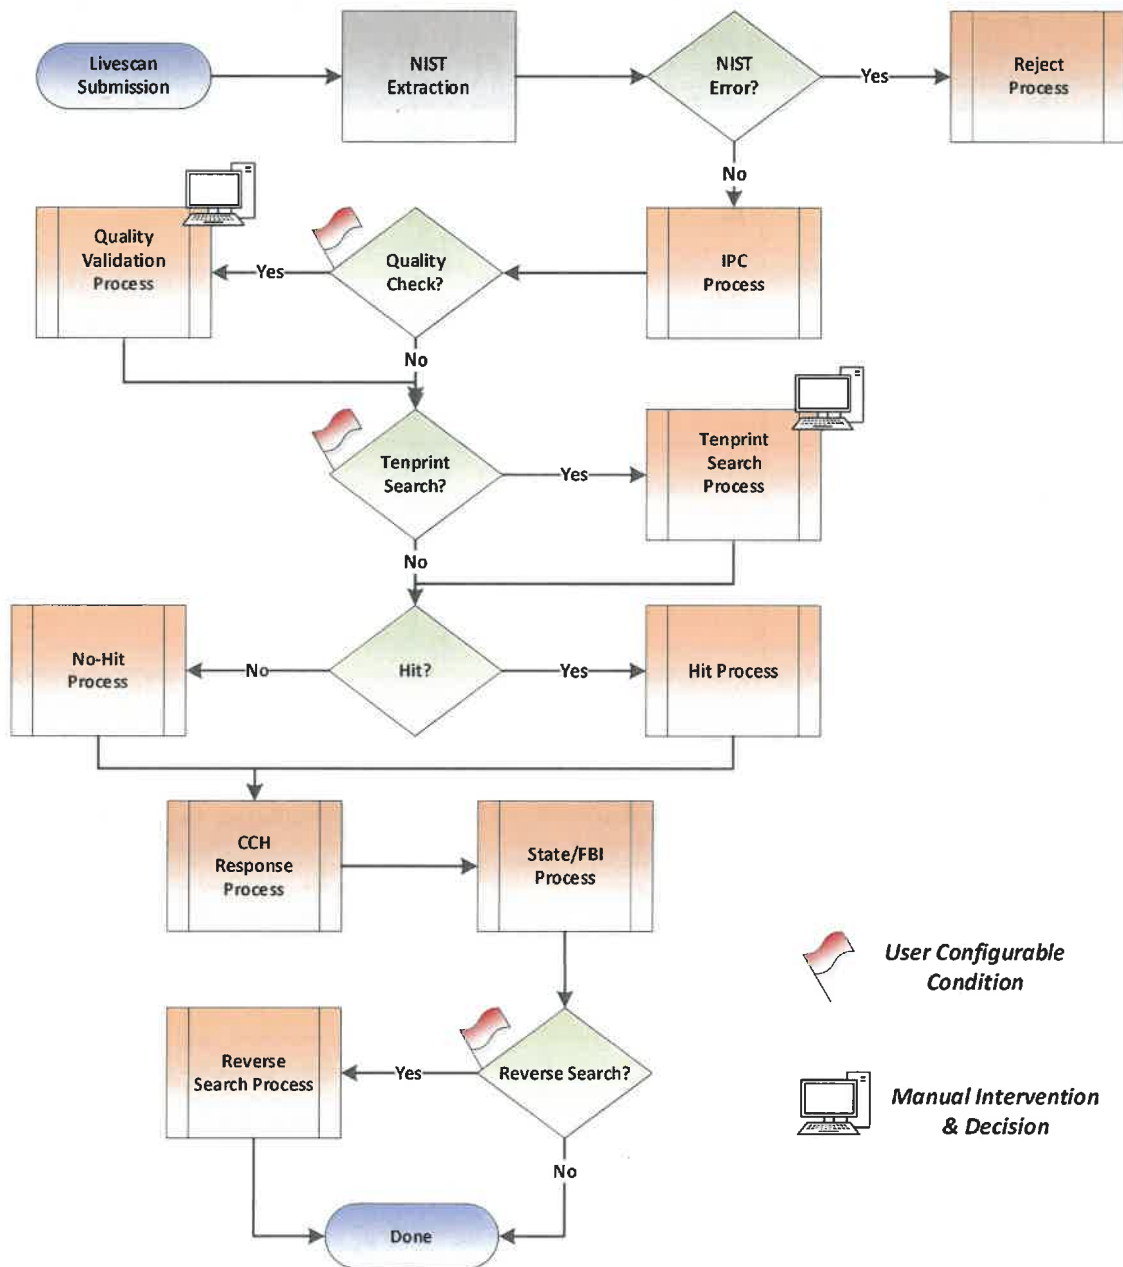 Livescan
Submission
NIST
Extraction
NIST
Error?
Yes
Reject
Process
No
Quality
Validation
Process
Yes
Quality
Check?
IPC
Process
No
Tenprint
Search?
Yes
Tenprint
Search
Process
No
No-Hit
Process
No
Hit?
Yes
Hit Process
CCH
Response
Process
State/FBI
Process
User Configurable
Condition
Reverse
Search Process
Yes
Reverse Search?
Manual Intervention
& Decision
No
Done